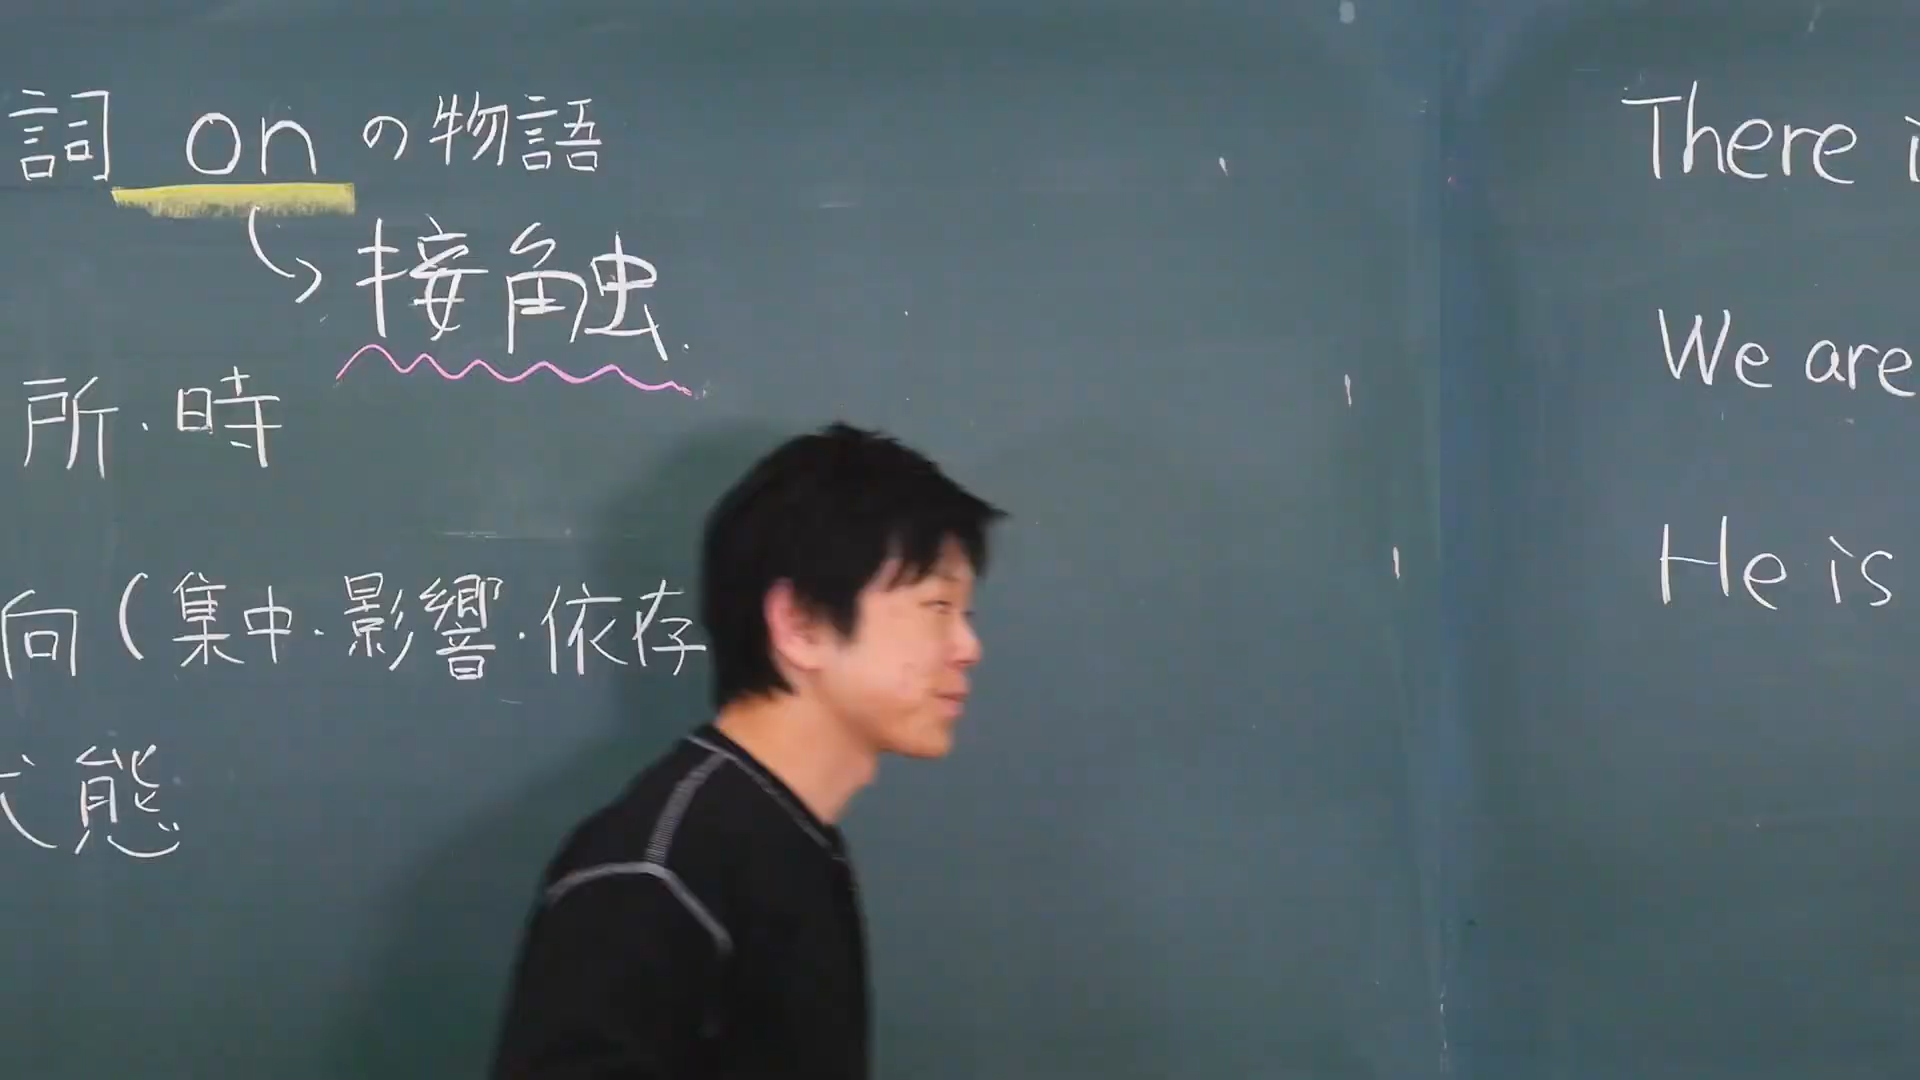 詞 on の物語
接触
所・時
向(集中・影響・依存
態
There
We are
He is